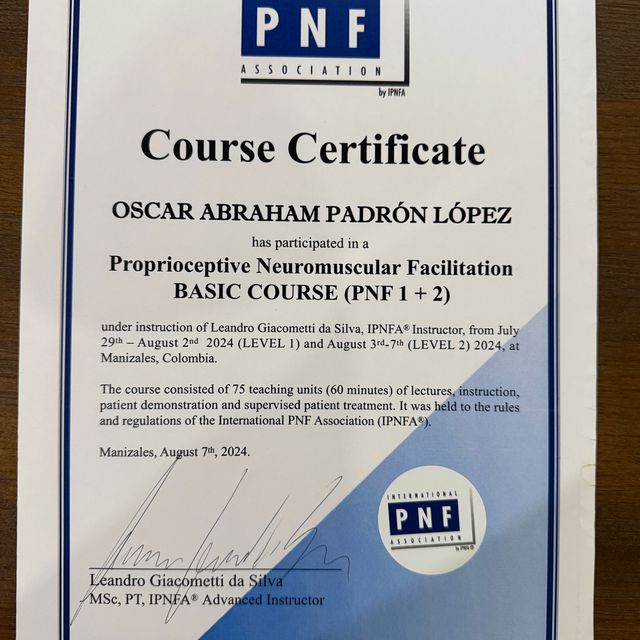 PNF
ASSOCIATION
by IPNFA
Course Certificate
OSCAR ABRAHAM PADRÓN LÓPEZ
has participated in a
Proprioceptive Neuromuscular Facilitation
BASIC COURSE (PNF 1 + 2)
under instruction of Leandro Giacometti da Silva, IPNFA® Instructor, from July
29th – August 2nd 2024 (LEVEL 1) and August 3rd-7th (LEVEL 2) 2024, at
Manizales, Colombia.
The course consisted of 75 teaching units (60 minutes) of lectures, instruction,
patient demonstration and supervised patient treatment. It was held to the rules
and regulations of the International PNF Association (IPNFA®).
Manizales, August 7th, 2024.
INTERNATIONAL
PNF
ASSOCIATION
by IPNFA ®
Leandro Giacometti da Silva
MSc, PT, IPNFA® Advanced Instructor